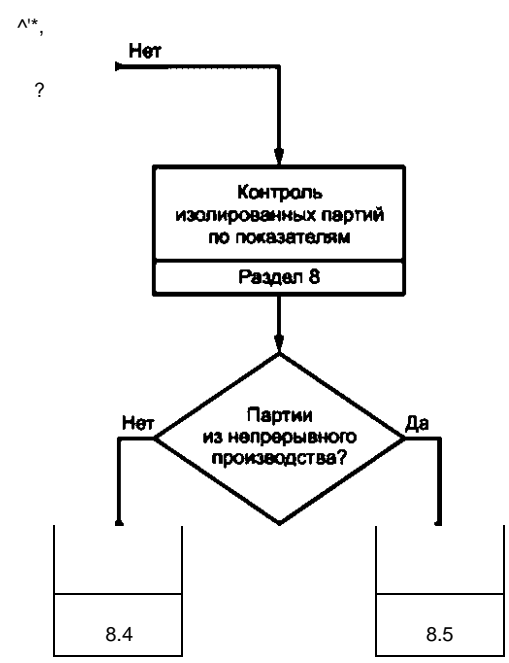 ^'*,
Нет
?
Контроль
изолированных партий
по показателям
Раздел 8
Нет
Партии
из непрерывного
производства?
Да
8.4
8.5